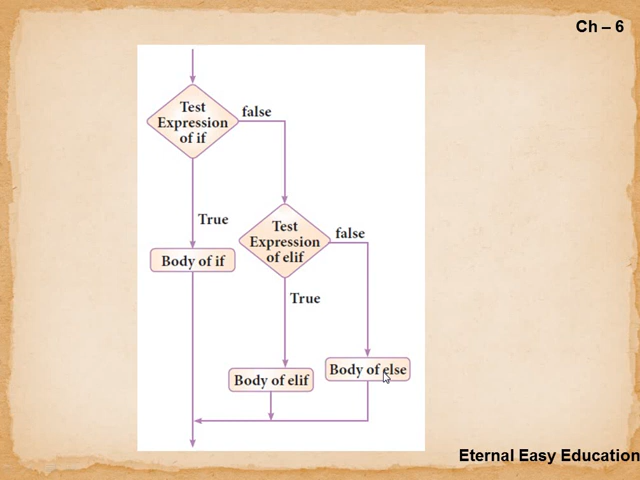 Ch – 6
Test
Expression
of if
false
True
Body of if
Test
Expression
of elif
false
True
Body of elif
Body of else
Eternal Easy Education